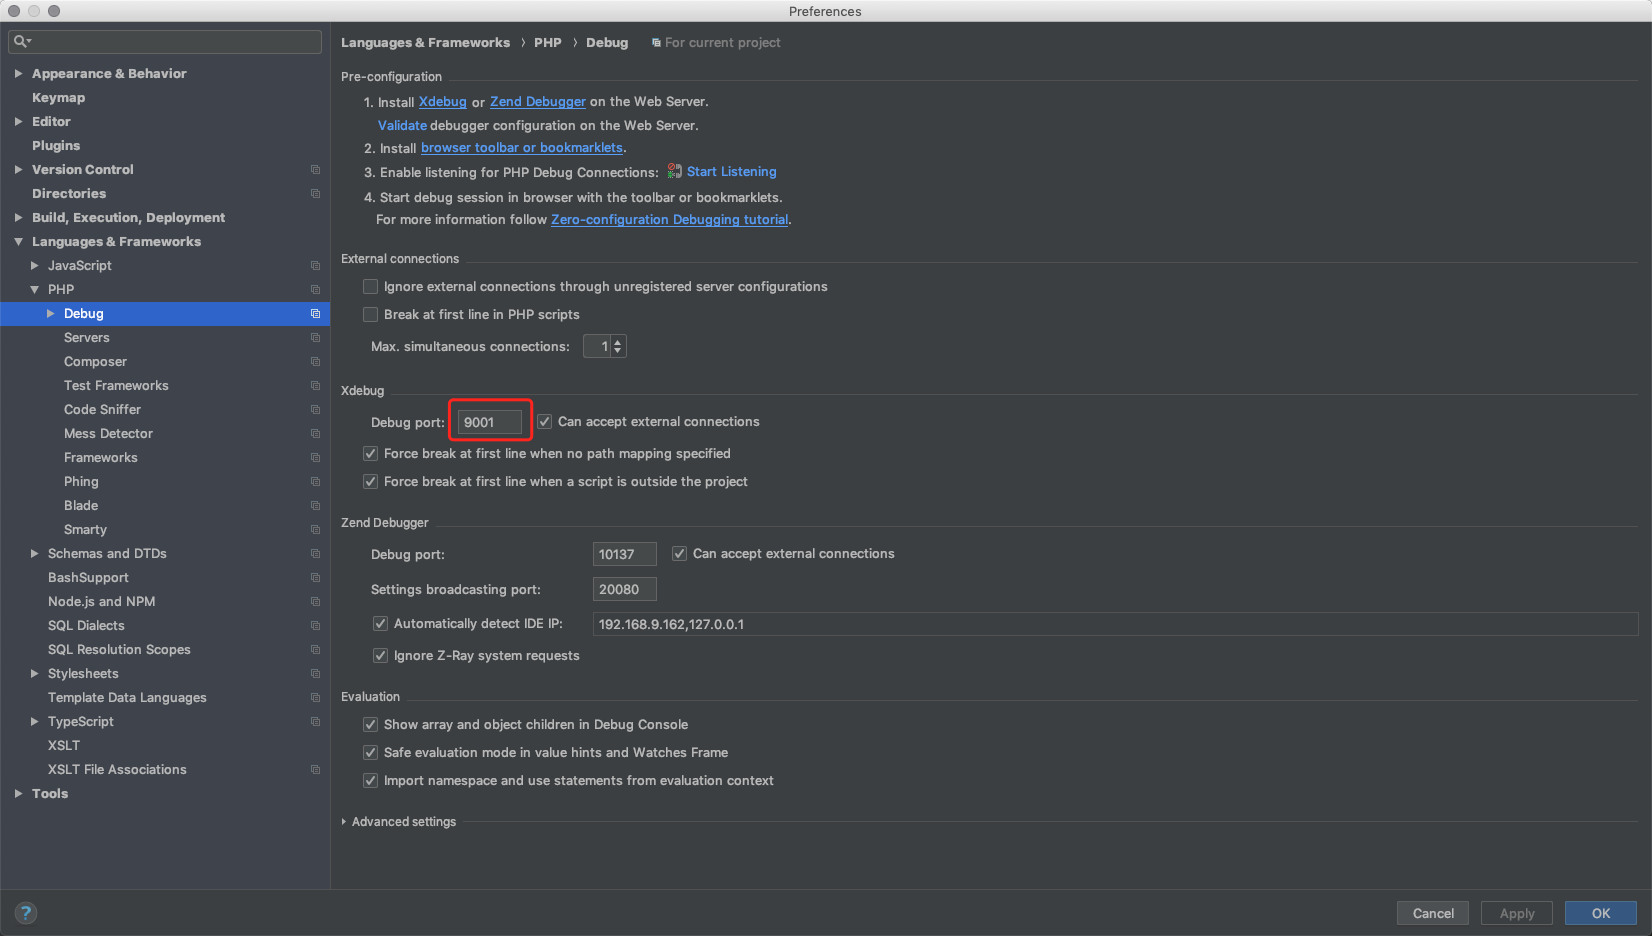 Preferences
Appearance & Behavior
Keymap
Editor
Plugins
Version Control
Directories
Build, Execution, Deployment
Languages & Frameworks
JavaScript
PHP
Debug
Servers
Composer
Test Frameworks
Code Sniffer
Mess Detector
Frameworks
Phing
Blade
Smarty
Schemas and DTDs
BashSupport
Node.js and NPM
SQL Dialects
SQL Resolution Scopes
Stylesheets
Template Data Languages
TypeScript
XSLT
XSLT File Associations
Tools
Languages & Frameworks › PHP › Debug For current project
Pre-configuration
1. Install Xdebug or Zend Debugger on the Web Server.
Validate debugger configuration on the Web Server.
2. Install browser toolbar or bookmarklets.
3. Enable listening for PHP Debug Connections: Start Listening
4. Start debug session in browser with the toolbar or bookmarklets.
For more information follow Zero-configuration Debugging tutorial.
External connections
Ignore external connections through unregistered server configurations
Break at first line in PHP scripts
Max. simultaneous connections: 1
Xdebug
Debug port: 9001 Can accept external connections
Force break at first line when no path mapping specified
Force break at first line when a script is outside the project
Zend Debugger
Debug port: 10137 Can accept external connections
Settings broadcasting port: 20080
Automatically detect IDE IP: 192.168.9.162,127.0.0.1
Ignore Z-Ray system requests
Evaluation
Show array and object children in Debug Console
Safe evaluation mode in value hints and Watches Frame
Import namespace and use statements from evaluation context
Advanced settings
?
Cancel Apply OK